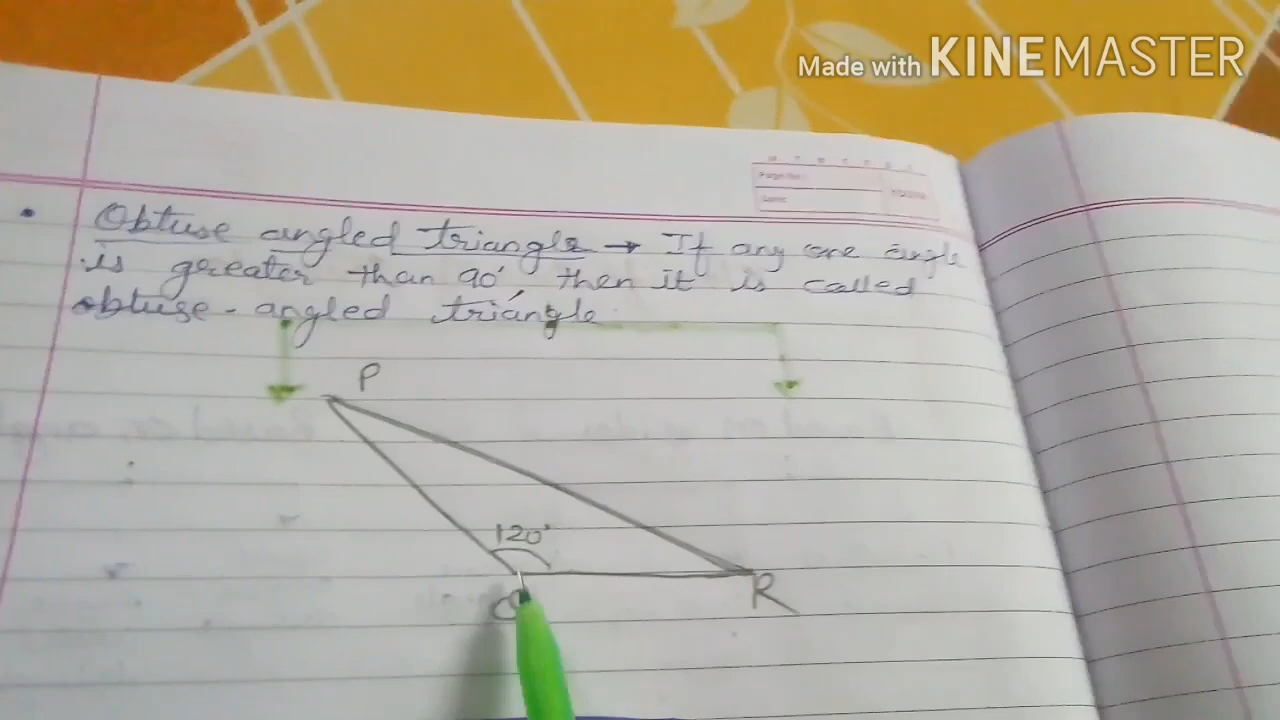 Made with KINEMASTER
Obtuse angled triangle → If any one angle
is greater than 90° then it is called
obtuse-angled triangle.
P
120°
Q
R